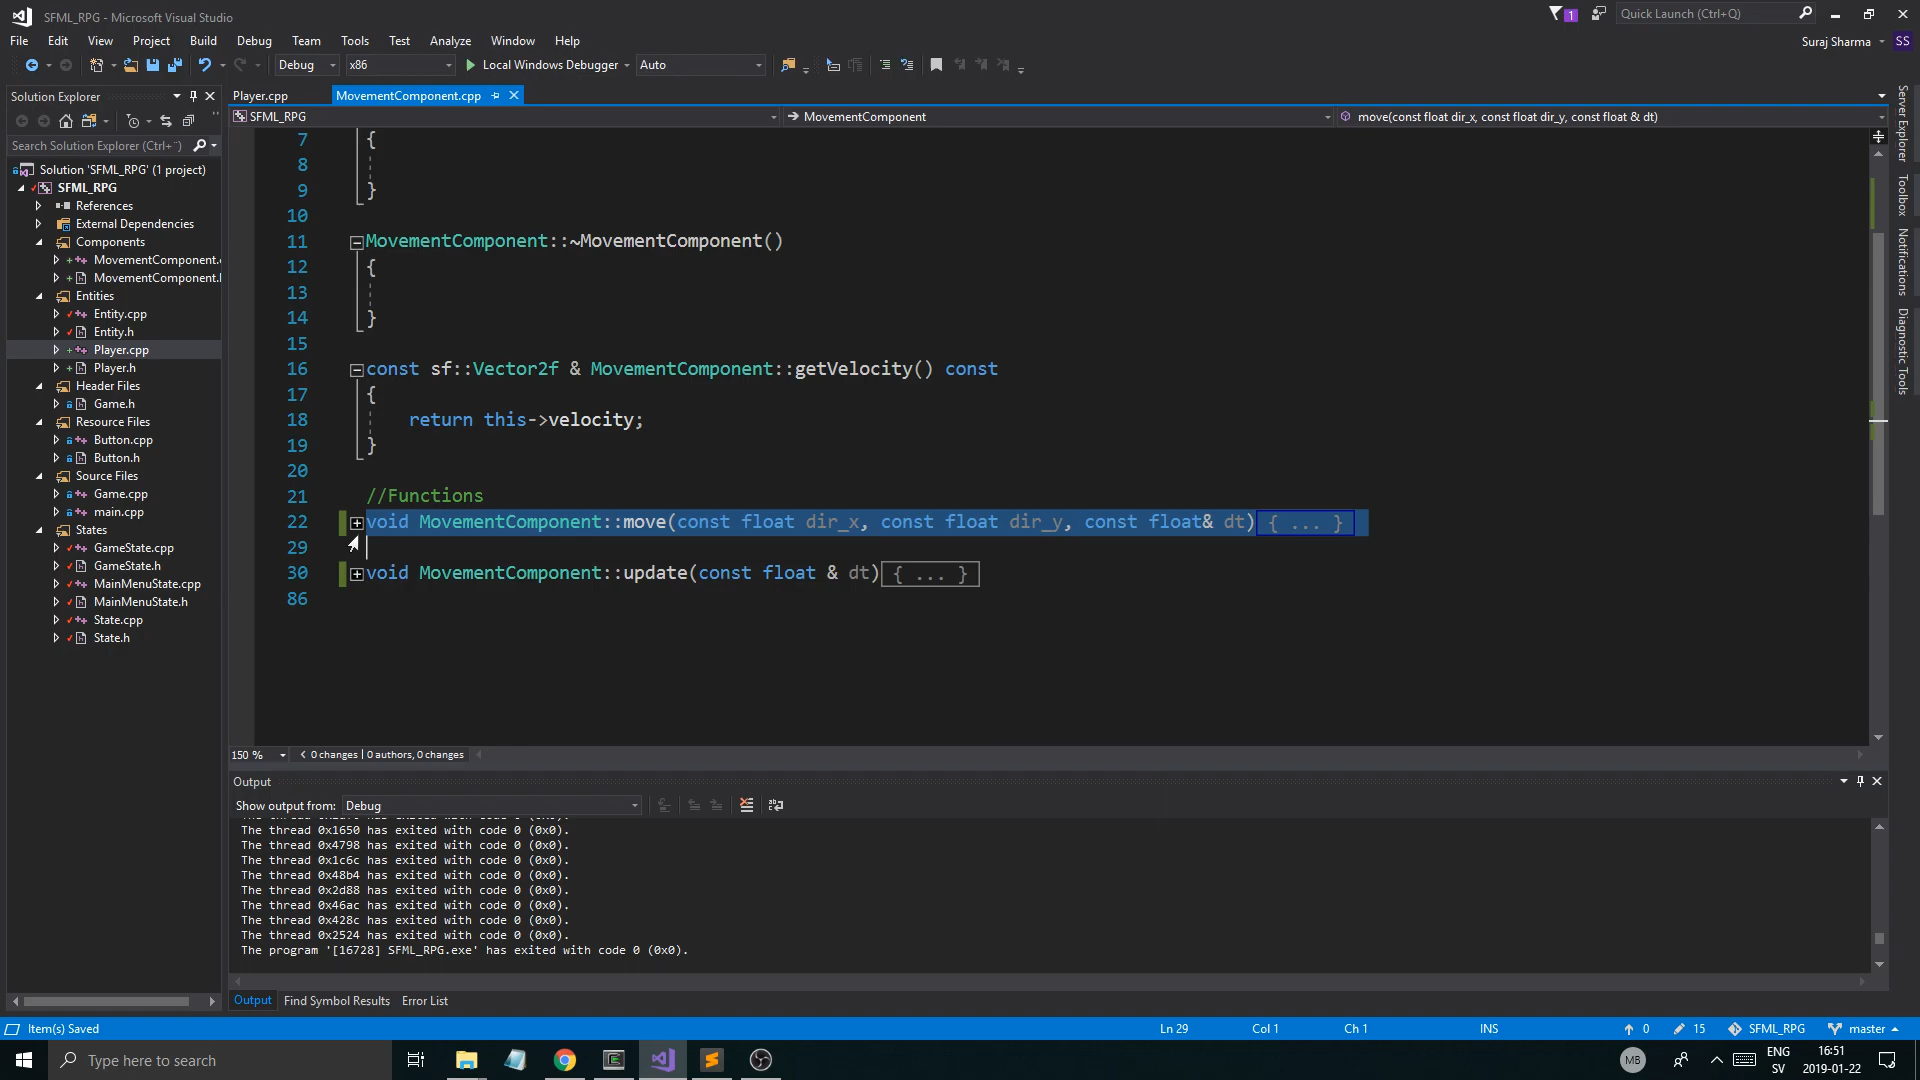 SFML_RPG - Microsoft Visual Studio
1
Quick Launch (Ctrl+Q)
File Edit View Project Build Debug Team Tools Test Analyze Window Help
Suraj Sharma SS
Debug x86 Local Windows Debugger Auto
Solution Explorer
Search Solution Explorer (Ctrl+¨)
Solution 'SFML_RPG' (1 project)
SFML_RPG
References
External Dependencies
Components
MovementComponent.
MovementComponent.
Entities
Entity.cpp
Entity.h
Player.cpp
Player.h
Header Files
Game.h
Resource Files
Button.cpp
Button.h
Source Files
Game.cpp
main.cpp
States
GameState.cpp
GameState.h
MainMenuState.cpp
MainMenuState.h
State.cpp
State.h
Player.cpp MovementComponent.cpp
SFML_RPG MovementComponent move(const float dir_x, const float dir_y, const float & dt)
7 {
8
9 }
10
11 MovementComponent::~MovementComponent()
12 {
13
14 }
15
16 const sf::Vector2f & MovementComponent::getVelocity() const
17 {
18 return this->velocity;
19 }
20
21 //Functions
22 void MovementComponent::move(const float dir_x, const float dir_y, const float& dt){ ... }
29
30 void MovementComponent::update(const float & dt){ ... }
86
150 % 0 changes | 0 authors, 0 changes
Output
Show output from: Debug
The thread 0x1650 has exited with code 0 (0x0).
The thread 0x4798 has exited with code 0 (0x0).
The thread 0x1c6c has exited with code 0 (0x0).
The thread 0x48b4 has exited with code 0 (0x0).
The thread 0x2d88 has exited with code 0 (0x0).
The thread 0x46ac has exited with code 0 (0x0).
The thread 0x428c has exited with code 0 (0x0).
The thread 0x2524 has exited with code 0 (0x0).
The program '[16728] SFML_RPG.exe' has exited with code 0 (0x0).
Output Find Symbol Results Error List
Server Explorer
Toolbox
Notifications
Diagnostic Tools
Item(s) Saved Ln 29 Col 1 Ch 1 INS 0 15 SFML_RPG master
Type here to search
MB
ENG
SV
16:51
2019-01-22